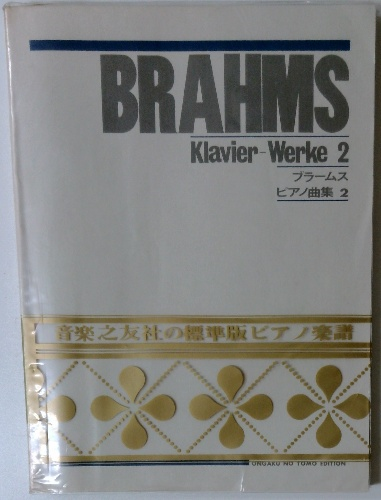 BRAHMS
Klavier-Werke 2
ブラームス
ピアノ曲集 2
音楽之友社の標準版ピアノ楽譜
ONGAKU NO TOMO EDITION